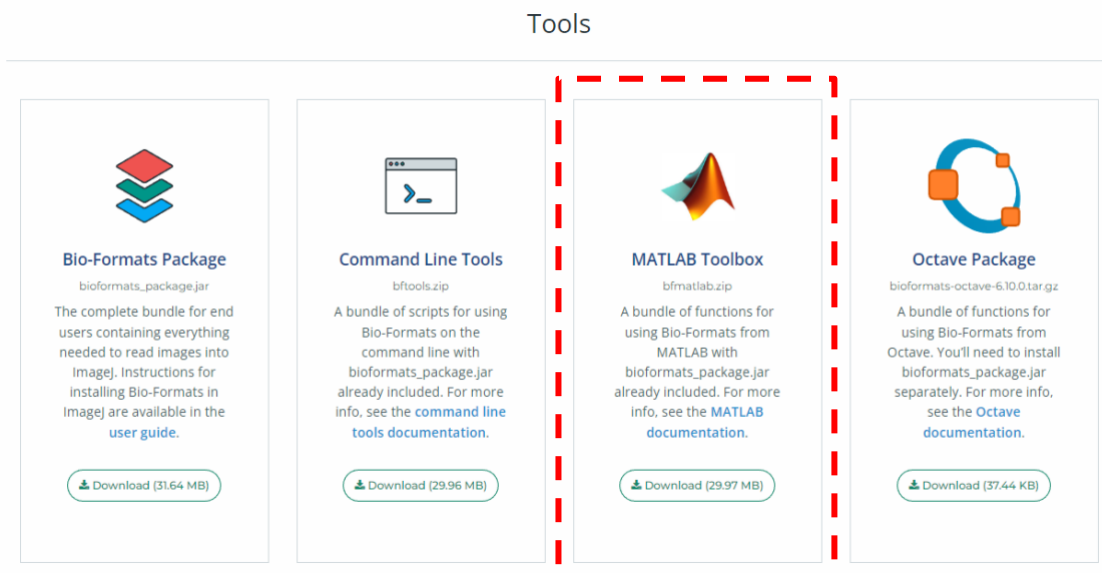 Tools
Bio-Formats Package
bioformats_package.jar
The complete bundle for end
users containing everything
needed to read images into
ImageJ. Instructions for
installing Bio-Formats in
ImageJ are available in the
user guide.
Download (31.64 MB)
Command Line Tools
bftools.zip
A bundle of scripts for using
Bio-Formats on the
command line with
bioformats_package.jar
already included. For more
info, see the command line
tools documentation.
Download (29.96 MB)
MATLAB Toolbox
bfmatlab.zip
A bundle of functions for
using Bio-Formats from
MATLAB with
bioformats_package.jar
already included. For more
info, see the MATLAB
documentation.
Download (29.97 MB)
Octave Package
bioformats-octave-6.10.0.tar.gz
A bundle of functions for
using Bio-Formats from
Octave. You'll need to install
bioformats_package.jar
separately. For more info,
see the Octave
documentation.
Download (37.44 KB)